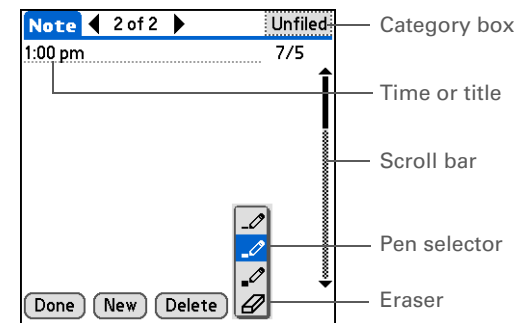 Note 2 of 2 Unfiled
Category box
1:00 pm 7/5
Time or title
Scroll bar
Pen selector
Done New Delete
Eraser